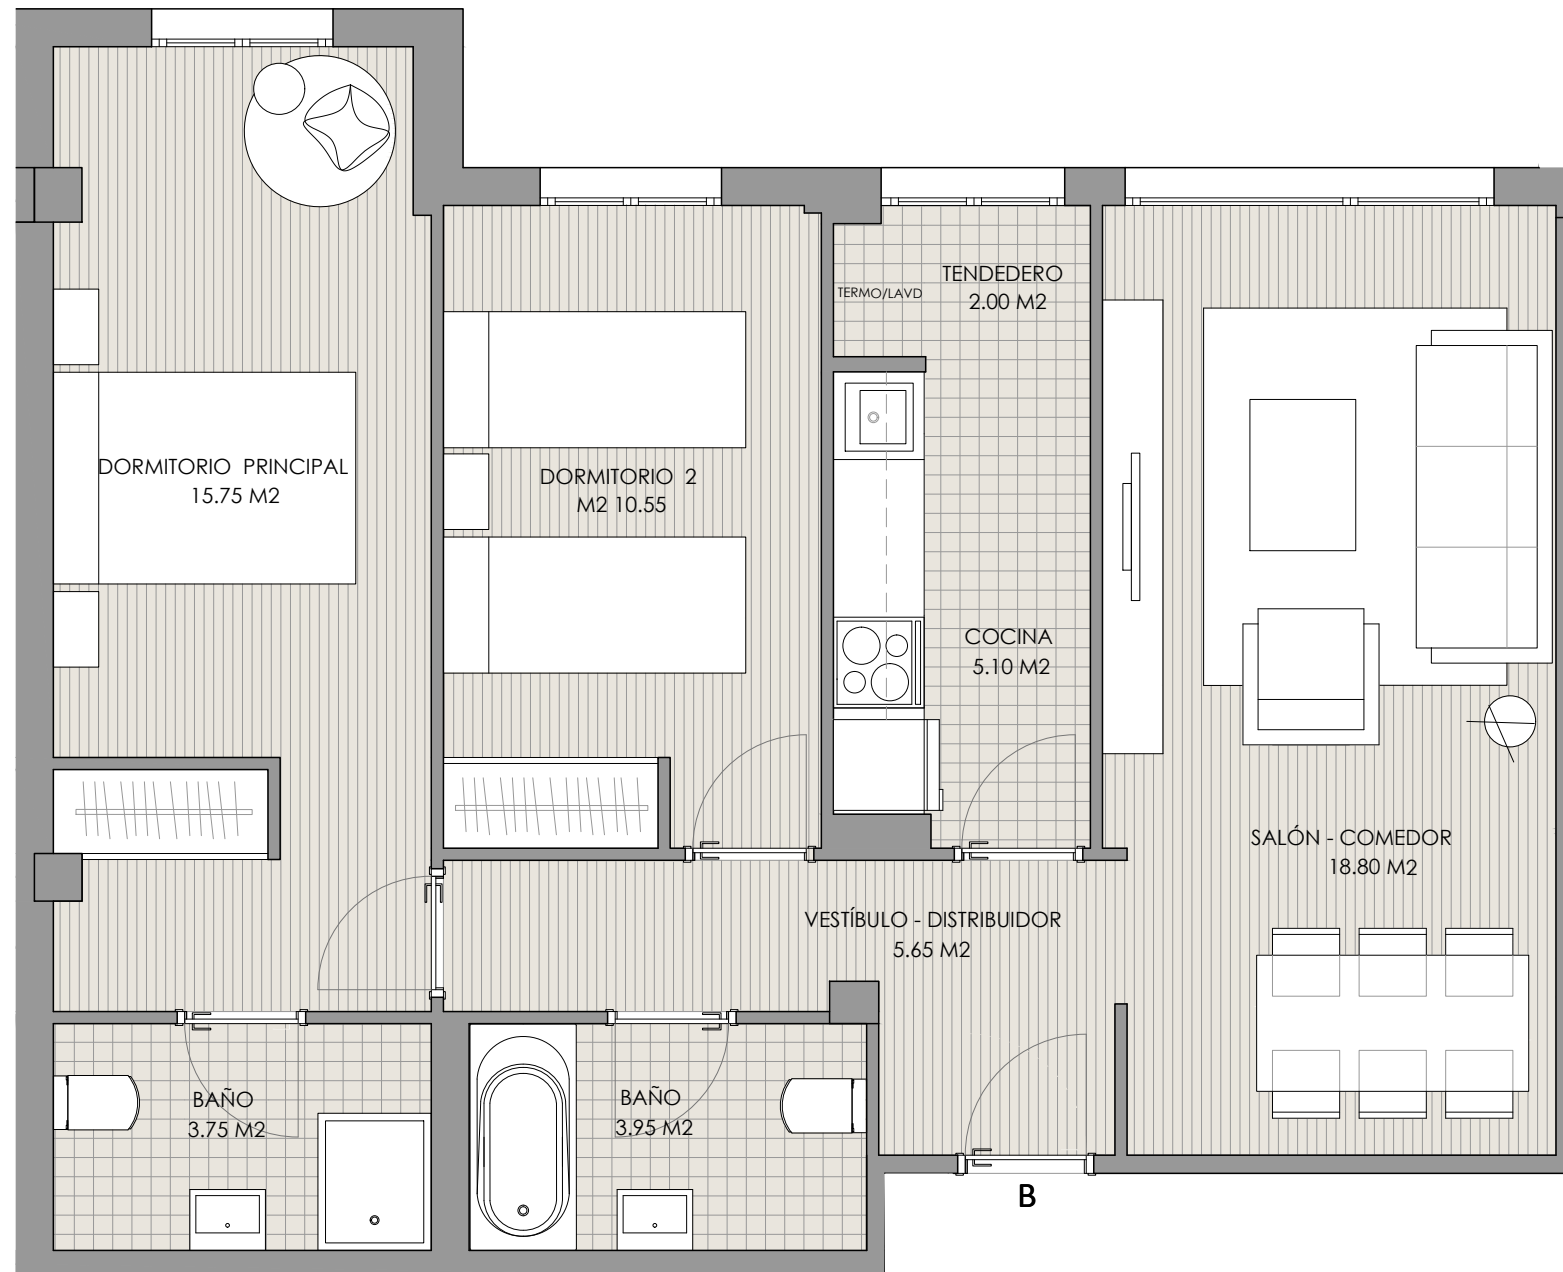 TENDEDERO
2.00 M2
TERMO/LAVD
DORMITORIO PRINCIPAL
15.75 M2
DORMITORIO 2
M2 10.55
COCINA
5.10 M2
SALÓN - COMEDOR
18.80 M2
VESTÍBULO - DISTRIBUIDOR
5.65 M2
BAÑO
3.75 M2
BAÑO
3.95 M2
B